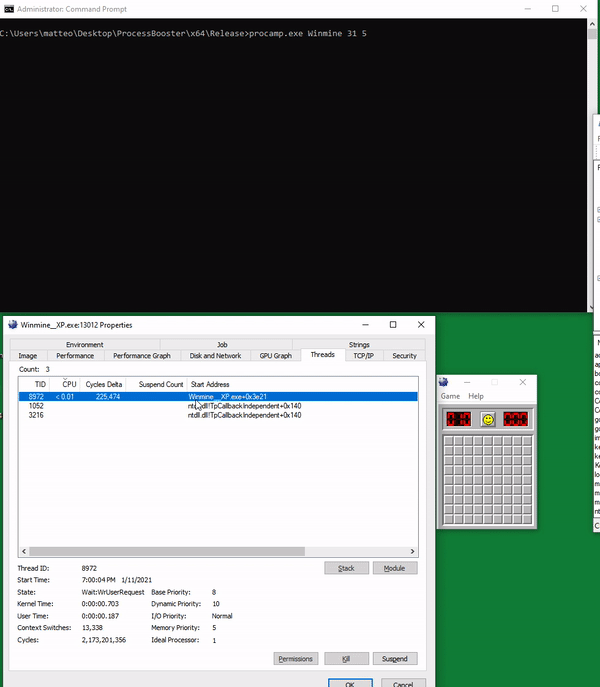 Administrator: Command Prompt
C:\Users\matteo\Desktop\ProcessBooster\x64\Release>procamp.exe Winmine 31 5
Winmine__XP.exe:13012 Properties
Environment Job Strings
Image Performance Performance Graph Disk and Network GPU Graph Threads TCP/IP Security
Count: 3
TID CPU Cycles Delta Suspend Count Start Address
8972 < 0.01 225,474 Winmine__XP.exe+0x3e21
1052 ntdll.dll!TpCallbackIndependent+0x140
3216 ntdll.dll!TpCallbackIndependent+0x140
Thread ID: 8972 Stack Module
Start Time: 7:00:04 PM 1/11/2021
State: Wait:WrUserRequest Base Priority: 8
Kernel Time: 0:00:00.703 Dynamic Priority: 10
User Time: 0:00:00.187 I/O Priority: Normal
Context Switches: 13,338 Memory Priority: 5
Cycles: 2,173,201,356 Ideal Processor: 1
Permissions Kill Suspend
OK Cancel
Game Help
010 000